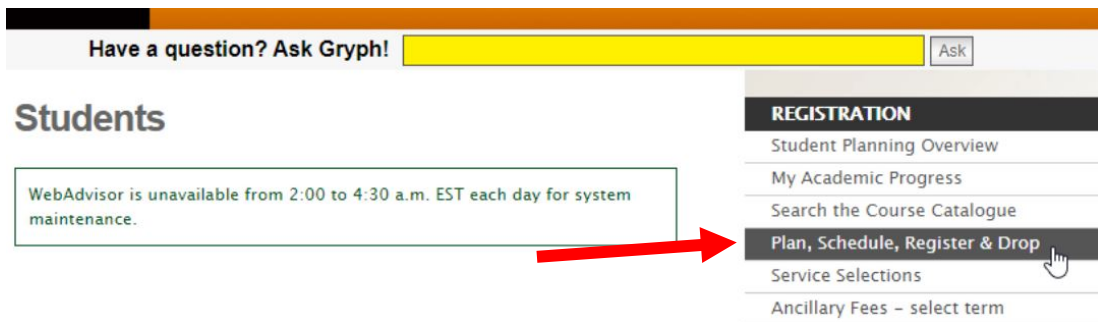 Have a question? Ask Gryph!
Ask
Students
WebAdvisor is unavailable from 2:00 to 4:30 a.m. EST each day for system
maintenance.
REGISTRATION
Student Planning Overview
My Academic Progress
Search the Course Catalogue
Plan, Schedule, Register & Drop
Service Selections
Ancillary Fees – select term